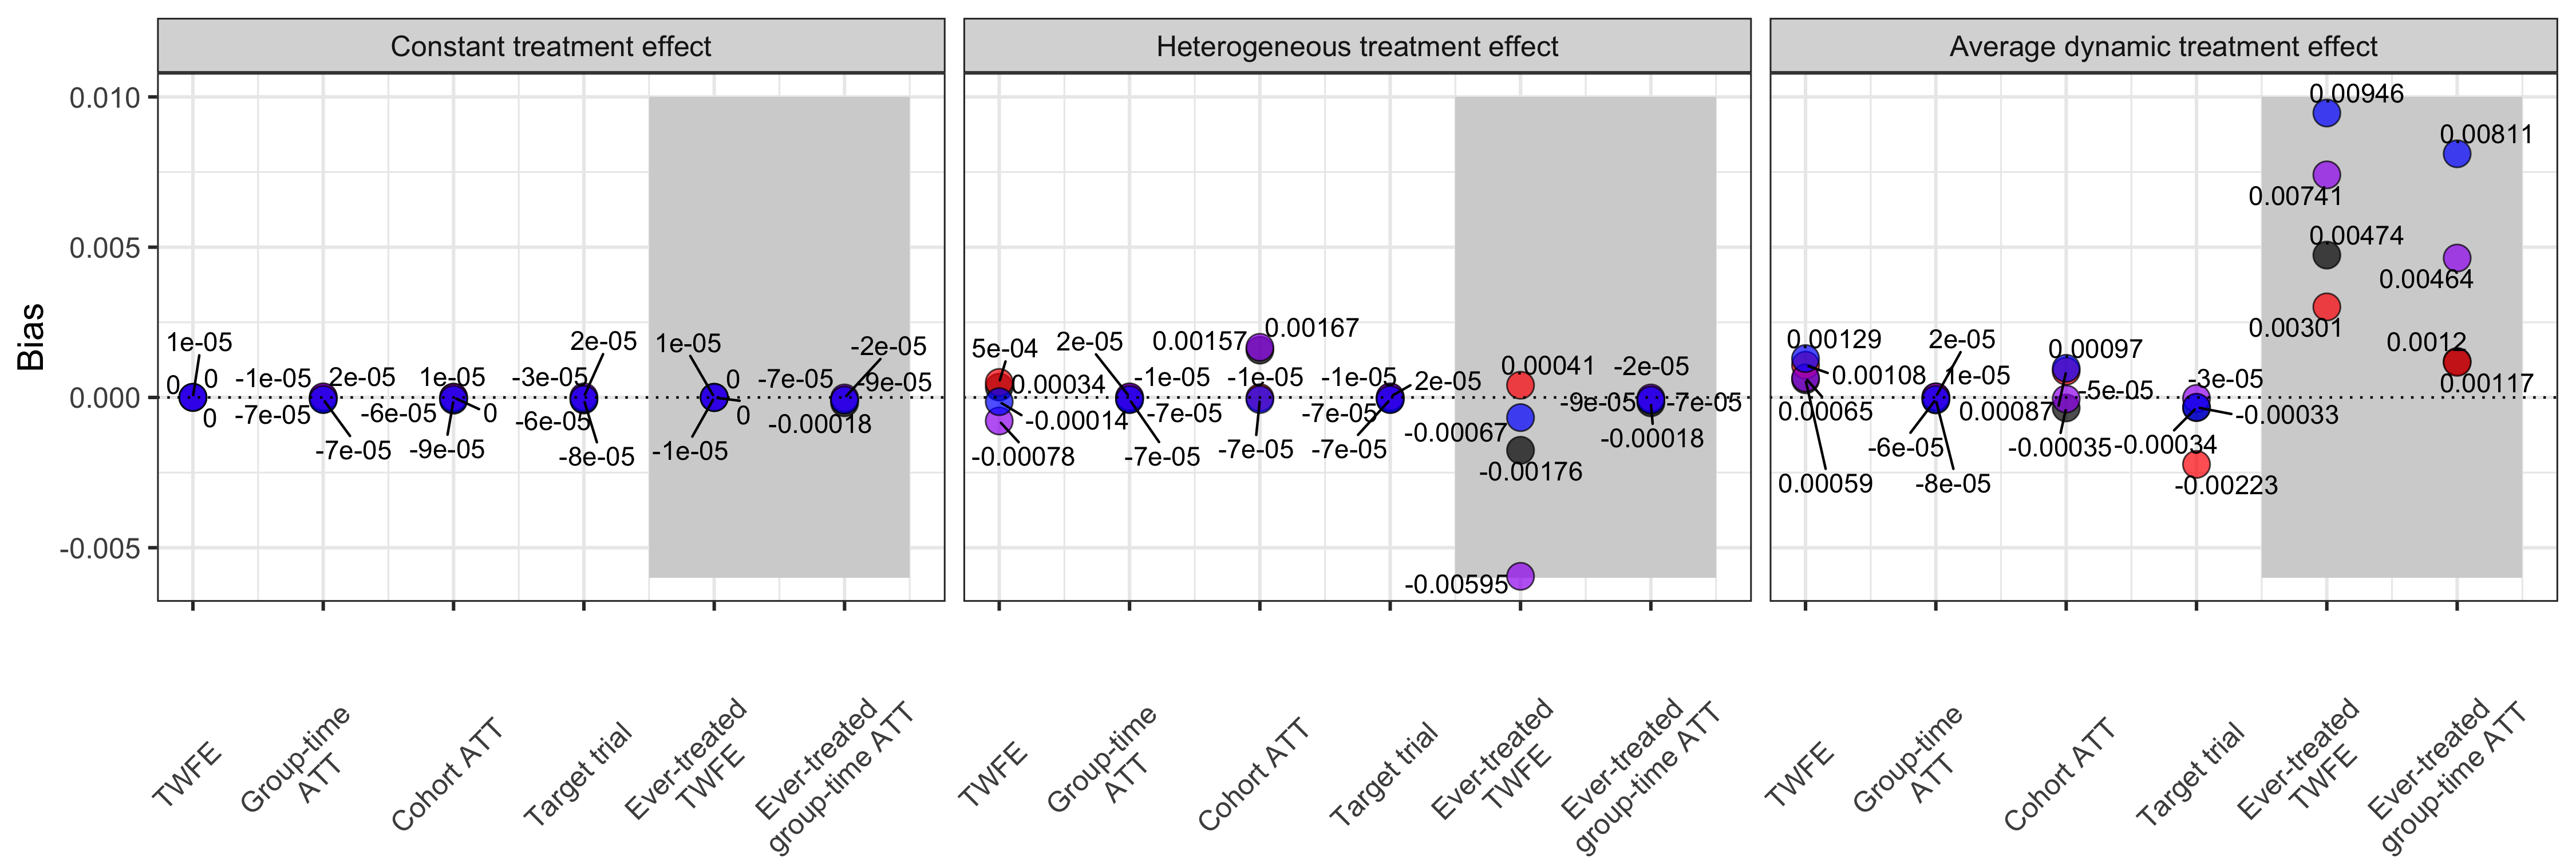 Constant treatment effect
Heterogeneous treatment effect
Average dynamic treatment effect
Bias
0.010
0.005
0.000
-0.005
1e-05
0
0
0
-1e-05
2e-05
-7e-05
-7e-05
1e-05
-6e-05
0
-9e-05
2e-05
-3e-05
-6e-05
-8e-05
1e-05
0
0
-1e-05
-2e-05
-7e-05
-9e-05
-0.00018
5e-04
0.00034
-0.00014
-0.00078
2e-05
-1e-05
-7e-05
-7e-05
0.00157
0.00167
-1e-05
-7e-05
-1e-05
2e-05
-7e-05
-7e-05
0.00041
-0.00067
-0.00176
-0.00595
-2e-05
-9e-05
-7e-05
-0.00018
0.00129
0.00108
0.00065
0.00059
2e-05
1e-05
-6e-05
-8e-05
0.00097
-5e-05
0.00087
-0.00035
-3e-05
-0.00033
-0.00034
-0.00223
0.00946
0.00741
0.00474
0.00301
0.00811
0.00464
0.0012
0.00117
TWFE
Group-time
ATT
Cohort ATT
Target trial
Ever-treated
TWFE
Ever-treated
group-time ATT
TWFE
Group-time
ATT
Cohort ATT
Target trial
Ever-treated
TWFE
Ever-treated
group-time ATT
TWFE
Group-time
ATT
Cohort ATT
Target trial
Ever-treated
TWFE
Ever-treated
group-time ATT